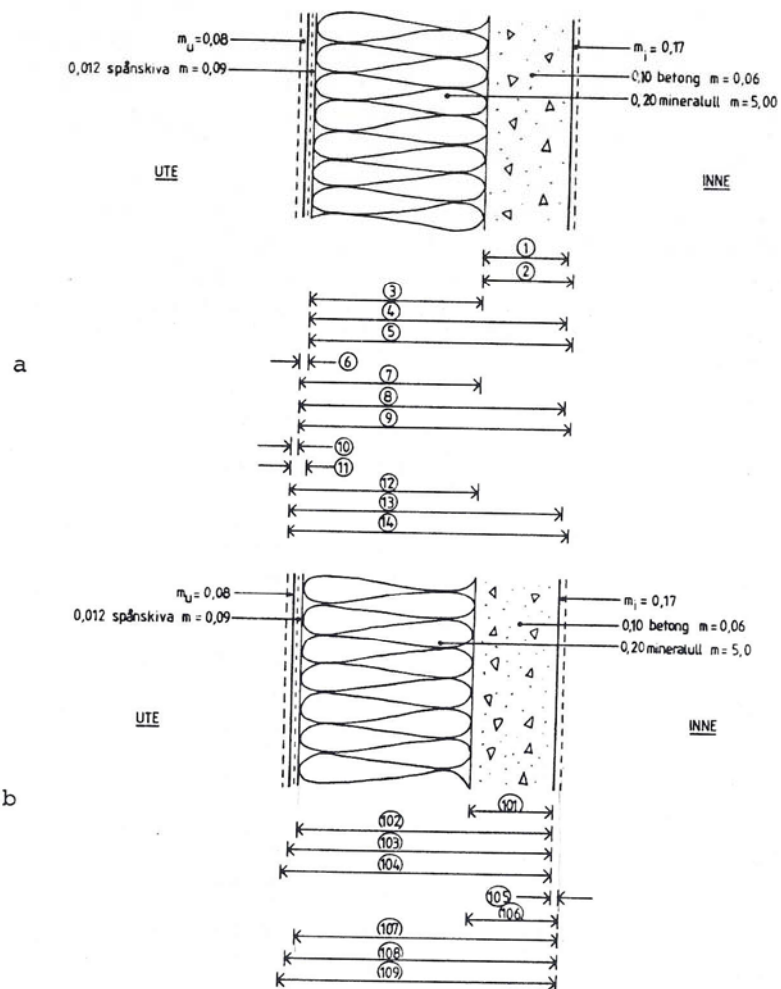 m_u = 0,08
m_i = 0,17
0,012 spånskiva m = 0,09
0,10 betong m = 0,06
0,20 mineralull m = 5,00
UTE
INNE
1
2
3
4
5
a
6
7
8
9
10
11
12
13
14
m_u = 0,08
m_i = 0,17
0,012 spånskiva m = 0,09
0,10 betong m = 0,06
0,20 mineralull m = 5,0
UTE
INNE
b
101
102
103
104
105
106
107
108
109